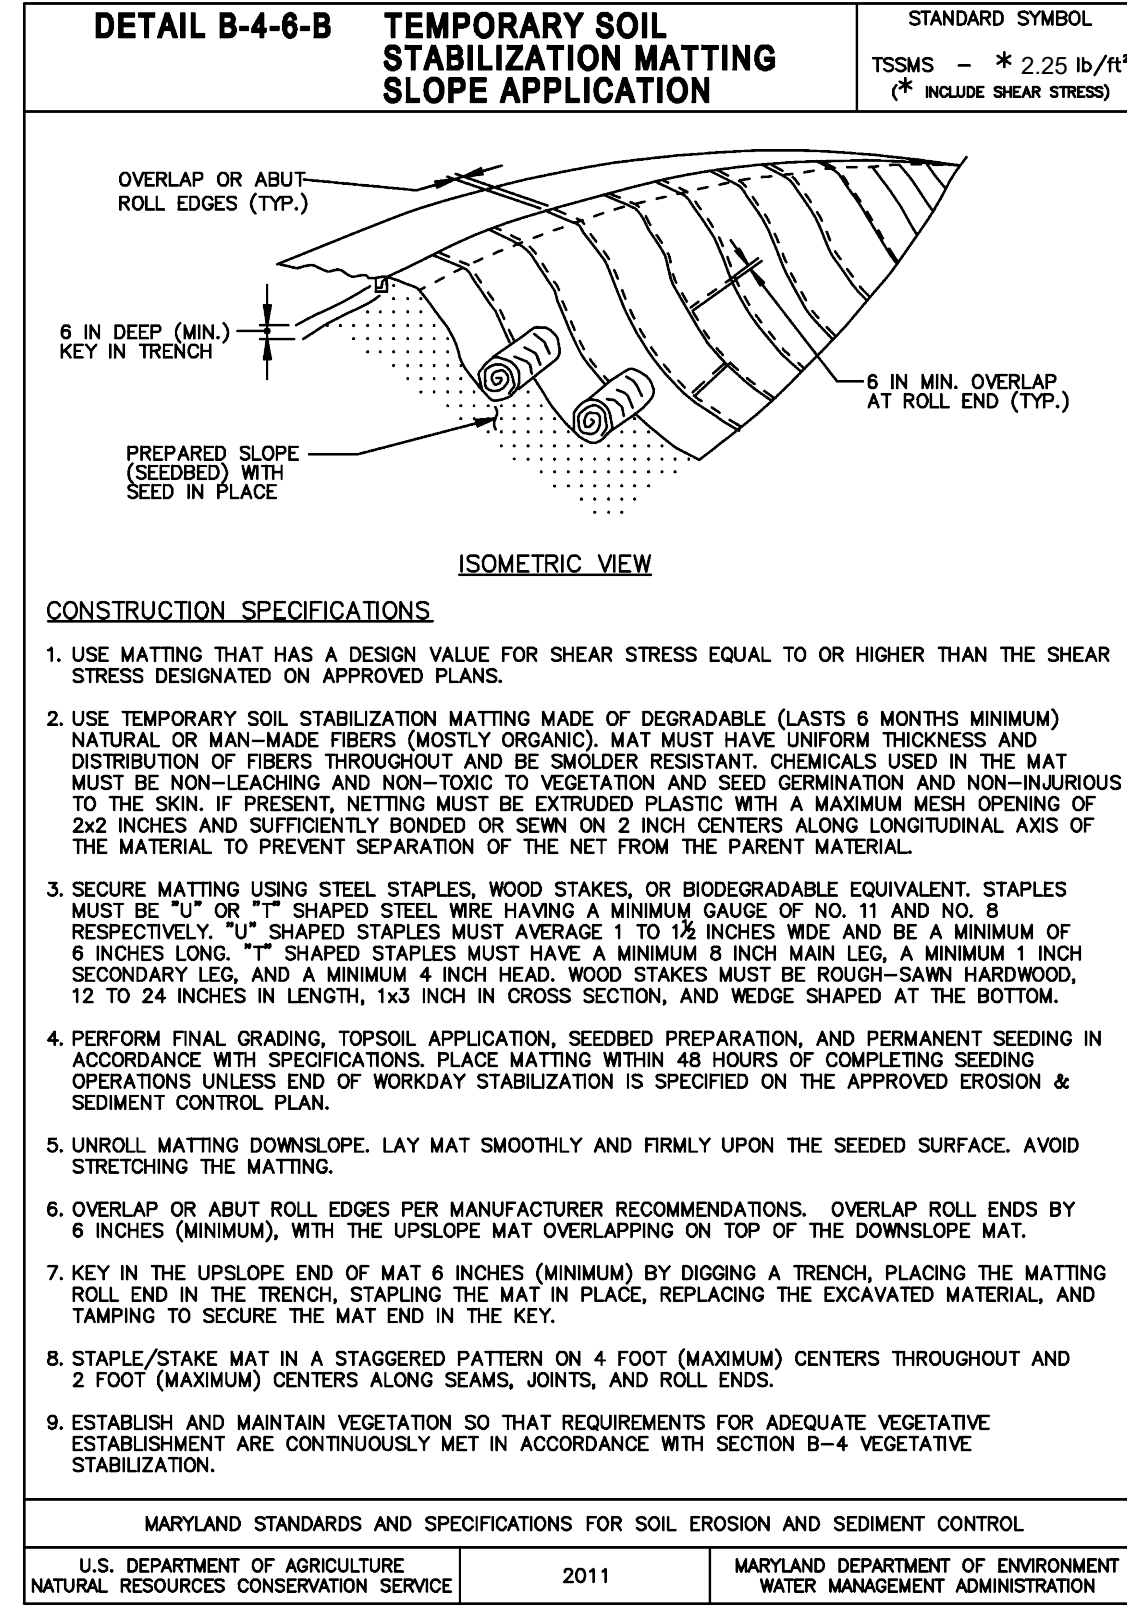 DETAIL B-4-6-B
TEMPORARY SOIL
STABILIZATION MATTING
SLOPE APPLICATION
STANDARD SYMBOL
TSSMS - * 2.25 lb/ft²
(* INCLUDE SHEAR STRESS)
OVERLAP OR ABUT
ROLL EDGES (TYP.)
6 IN DEEP (MIN.)
KEY IN TRENCH
6 IN MIN. OVERLAP
AT ROLL END (TYP.)
PREPARED SLOPE
(SEEDBED) WITH
SEED IN PLACE
ISOMETRIC VIEW
CONSTRUCTION SPECIFICATIONS
1. USE MATTING THAT HAS A DESIGN VALUE FOR SHEAR STRESS EQUAL TO OR HIGHER THAN THE SHEAR
STRESS DESIGNATED ON APPROVED PLANS.
2. USE TEMPORARY SOIL STABILIZATION MATTING MADE OF DEGRADABLE (LASTS 6 MONTHS MINIMUM)
NATURAL OR MAN-MADE FIBERS (MOSTLY ORGANIC). MAT MUST HAVE UNIFORM THICKNESS AND
DISTRIBUTION OF FIBERS THROUGHOUT AND BE SMOLDER RESISTANT. CHEMICALS USED IN THE MAT
MUST BE NON-LEACHING AND NON-TOXIC TO VEGETATION AND SEED GERMINATION AND NON-INJURIOUS
TO THE SKIN. IF PRESENT, NETTING MUST BE EXTRUDED PLASTIC WITH A MAXIMUM MESH OPENING OF
2x2 INCHES AND SUFFICIENTLY BONDED OR SEWN ON 2 INCH CENTERS ALONG LONGITUDINAL AXIS OF
THE MATERIAL TO PREVENT SEPARATION OF THE NET FROM THE PARENT MATERIAL.
3. SECURE MATTING USING STEEL STAPLES, WOOD STAKES, OR BIODEGRADABLE EQUIVALENT. STAPLES
MUST BE "U" OR "T" SHAPED STEEL WIRE HAVING A MINIMUM GAUGE OF NO. 11 AND NO. 8
RESPECTIVELY. "U" SHAPED STAPLES MUST AVERAGE 1 TO 1½ INCHES WIDE AND BE A MINIMUM OF
6 INCHES LONG. "T" SHAPED STAPLES MUST HAVE A MINIMUM 8 INCH MAIN LEG, A MINIMUM 1 INCH
SECONDARY LEG, AND A MINIMUM 4 INCH HEAD. WOOD STAKES MUST BE ROUGH-SAWN HARDWOOD,
12 TO 24 INCHES IN LENGTH, 1x3 INCH IN CROSS SECTION, AND WEDGE SHAPED AT THE BOTTOM.
4. PERFORM FINAL GRADING, TOPSOIL APPLICATION, SEEDBED PREPARATION, AND PERMANENT SEEDING IN
ACCORDANCE WITH SPECIFICATIONS. PLACE MATTING WITHIN 48 HOURS OF COMPLETING SEEDING
OPERATIONS UNLESS END OF WORKDAY STABILIZATION IS SPECIFIED ON THE APPROVED EROSION &
SEDIMENT CONTROL PLAN.
5. UNROLL MATTING DOWNSLOPE. LAY MAT SMOOTHLY AND FIRMLY UPON THE SEEDED SURFACE. AVOID
STRETCHING THE MATTING.
6. OVERLAP OR ABUT ROLL EDGES PER MANUFACTURER RECOMMENDATIONS. OVERLAP ROLL ENDS BY
6 INCHES (MINIMUM), WITH THE UPSLOPE MAT OVERLAPPING ON TOP OF THE DOWNSLOPE MAT.
7. KEY IN THE UPSLOPE END OF MAT 6 INCHES (MINIMUM) BY DIGGING A TRENCH, PLACING THE MATTING
ROLL END IN THE TRENCH, STAPLING THE MAT IN PLACE, REPLACING THE EXCAVATED MATERIAL, AND
TAMPING TO SECURE THE MAT END IN THE KEY.
8. STAPLE/STAKE MAT IN A STAGGERED PATTERN ON 4 FOOT (MAXIMUM) CENTERS THROUGHOUT AND
2 FOOT (MAXIMUM) CENTERS ALONG SEAMS, JOINTS, AND ROLL ENDS.
9. ESTABLISH AND MAINTAIN VEGETATION SO THAT REQUIREMENTS FOR ADEQUATE VEGETATIVE
ESTABLISHMENT ARE CONTINUOUSLY MET IN ACCORDANCE WITH SECTION B-4 VEGETATIVE
STABILIZATION.
MARYLAND STANDARDS AND SPECIFICATIONS FOR SOIL EROSION AND SEDIMENT CONTROL
U.S. DEPARTMENT OF AGRICULTURE
NATURAL RESOURCES CONSERVATION SERVICE
2011
MARYLAND DEPARTMENT OF ENVIRONMENT
WATER MANAGEMENT ADMINISTRATION